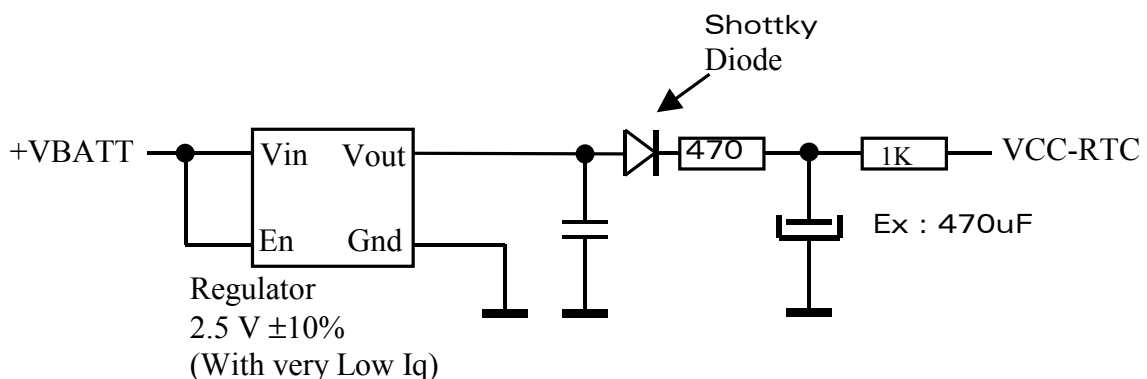 Shottky
Diode
+VBATT
Vin
Vout
470
1K
VCC-RTC
En
Gnd
Ex : 470uF
Regulator
2.5 V ±10%
(With very Low Iq)